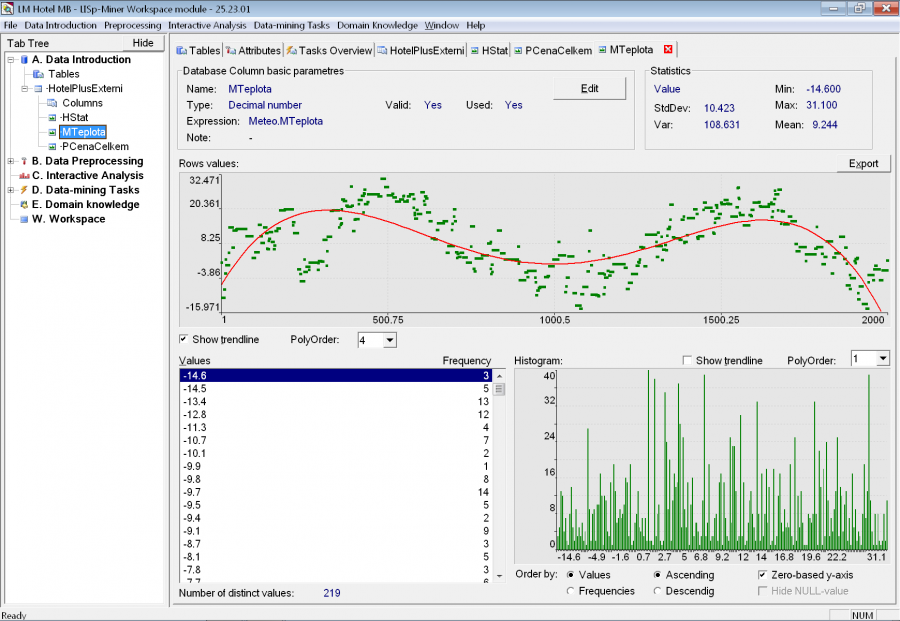 LM Hotel MB - LISp-Miner Workspace module - 25.23.01
File Data Introduction Preprocessing Interactive Analysis Data-mining Tasks Domain Knowledge Window Help
Tab Tree Hide
A. Data Introduction
Tables
HotelPlusExterni
Columns
HStat
MTeplota
PCenaCelkem
B. Data Preprocessing
C. Interactive Analysis
D. Data-mining Tasks
E. Domain knowledge
W. Workspace
Tables Attributes Tasks Overview HotelPlusExterni HStat PCenaCelkem MTeplota
Database Column basic parametres
Name: MTeplota Edit
Type: Decimal number Valid: Yes Used: Yes
Expression: Meteo.MTeplota
Note: -
Statistics
Value Min: -14.600
StdDev: 10.423 Max: 31.100
Var: 108.631 Mean: 9.244
Rows values: Export
32.471
20.361
8.25
-3.86
-15.971
1 500.75 1000.5 1500.25 2000
Show trendline PolyOrder: 4
Values Frequency
-14.6 3
-14.5 5
-13.4 13
-12.8 12
-11.3 4
-10.7 7
-10.1 2
-9.9 1
-9.8 8
-9.7 14
-9.5 5
-9.4 2
-9.1 9
-8.7 3
-8.1 5
-7.8 3
-7.7 6
Number of distinct values: 219
Histogram: Show trendline PolyOrder: 1
40
32
24
16
8
0
-14.6 -4.9 -1.6 0.7 2.7 5 6.8 9.2 12 14 16.8 19.6 22.2 31.1
Order by: Values Ascending Zero-based y-axis
Frequencies Descendig Hide NULL-value
Ready NUM